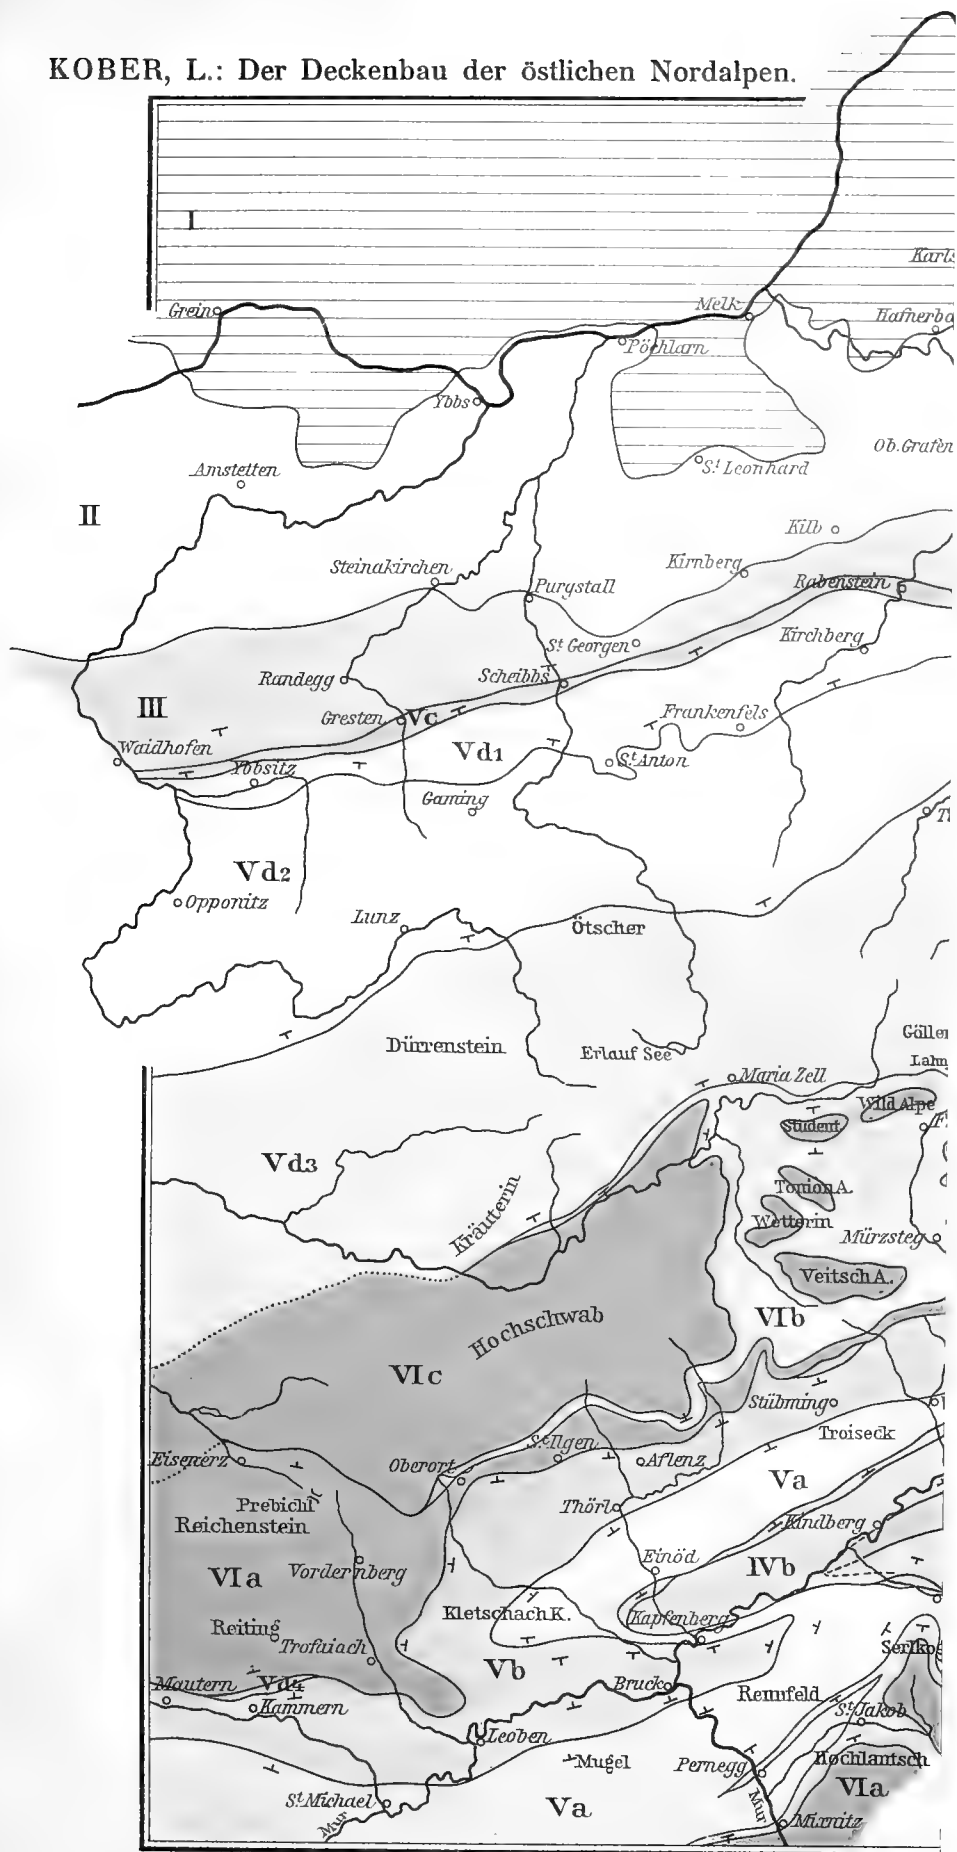 KOBER, L.: Der Deckenbau der östlichen Nordalpen.
I
Karls
Grein
Melk
Hafnerba
Pöchlarn
Ybbs
Ob. Grafen
Amstetten
St Leonhard
II
Kilb
Steinakirchen
Kirnberg
Purgstall
Rabenstein
St Georgen
Kirchberg
Randegg
Scheibbs
III
Gresten
Vc
Frankenfels
Waidhofen
Vd1
Ybbsitz
St. Anton
Gaming
Vd2
Opponitz
Lunz
Ötscher
Göller
Dürrenstein
Erlauf See
Lahn
Maria Zell
Wild Alpe
Student
Vd3
Tonion A.
Kräuterin
Wetterin
Mürzsteg
Veitsch A.
Hochschwab
VIb
VIc
Stübming
Troiseck
St. Ilgen
Eisenerz
Oberort
Aflenz
Va
Prebichl
Thörl
Reichenstein
Kindberg
Einöd
VIa
Vordernberg
IVb
Kletschach K.
Kapfenberg
Reiting
Trofaiach
Vb
Mautern
Vd4
Bruck
Rennfeld
Kammern
St. Jakob
Leoben
Mugel
Pernegg
Hochlantsch
VIa
St. Michael
Va
Mur
Mur
Mixnitz